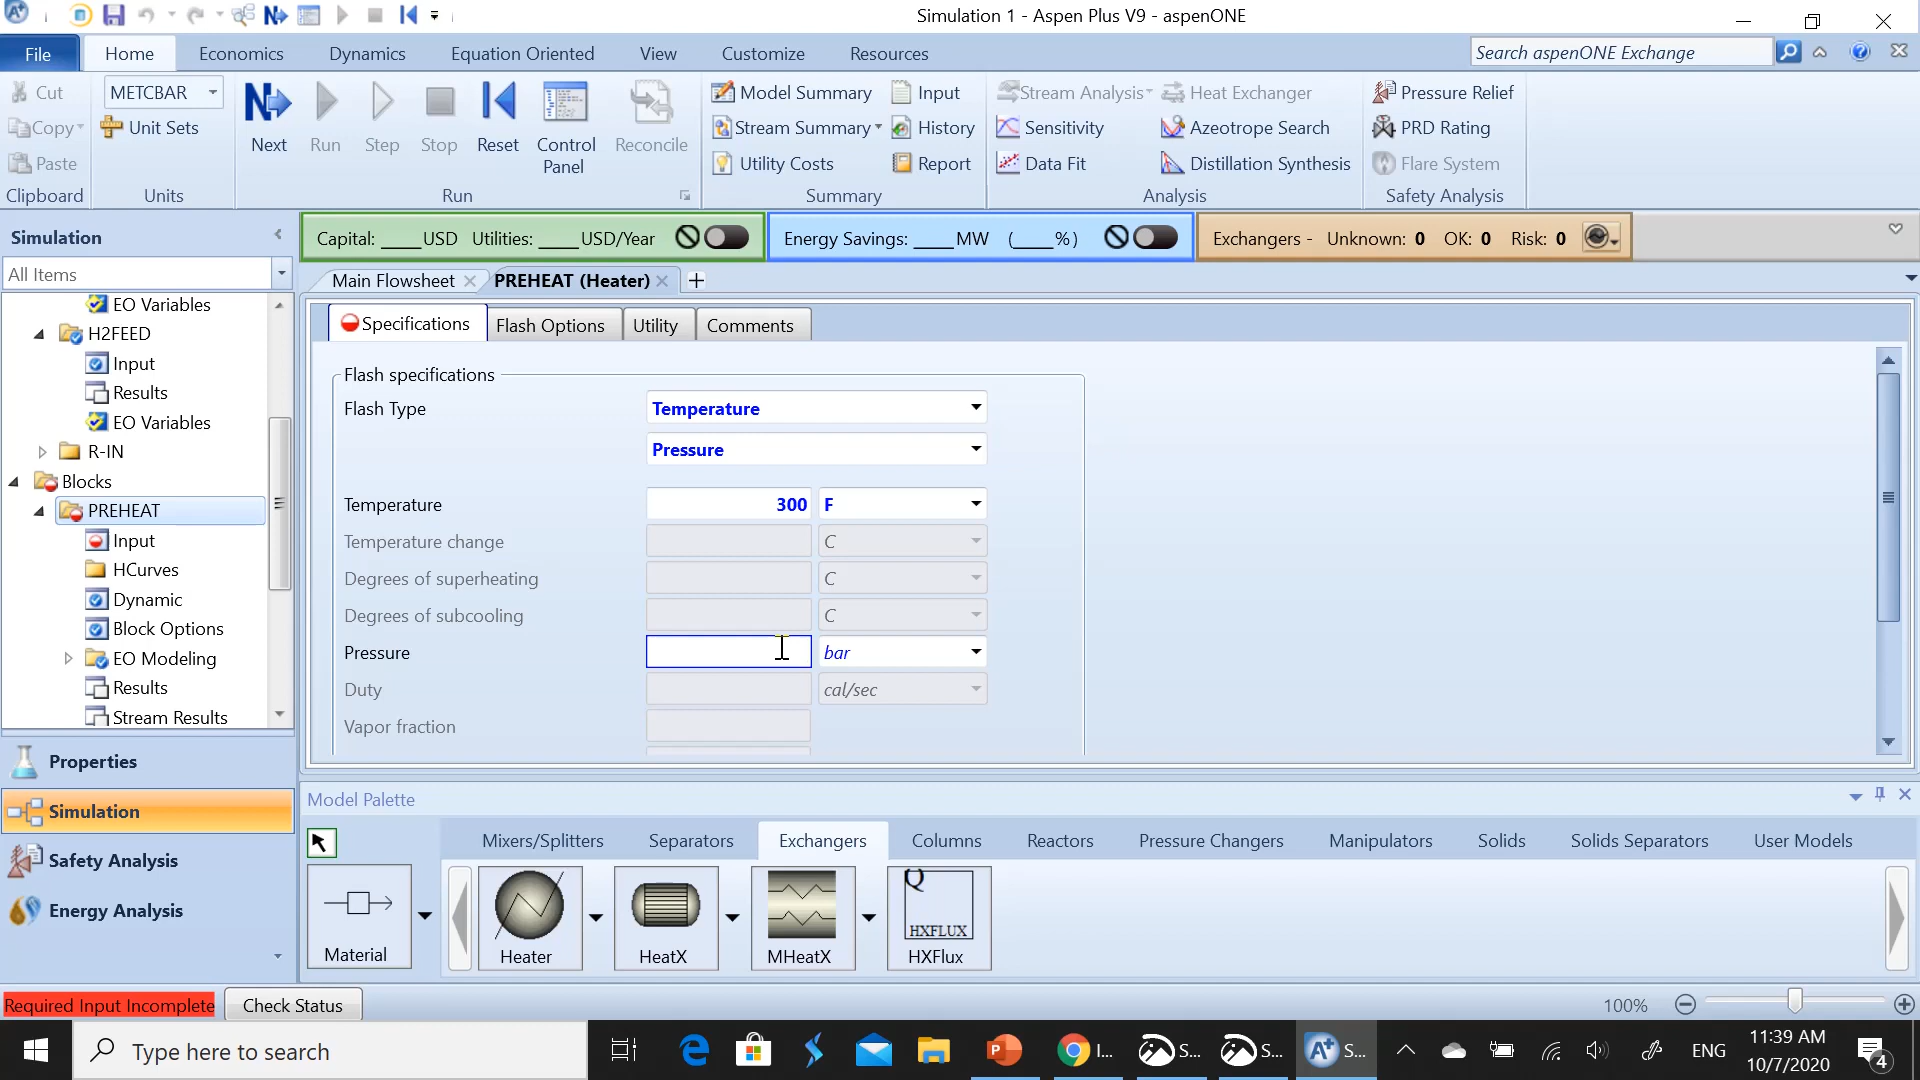 Simulation 1 - Aspen Plus V9 - aspenONE
File
Home
Economics
Dynamics
Equation Oriented
View
Customize
Resources
Search aspenONE Exchange
Cut
Copy
Paste
Clipboard
METCBAR
Unit Sets
Units
Next
Run
Step
Stop
Reset
Control Panel
Reconcile
Run
Model Summary
Stream Summary
Utility Costs
Input
History
Report
Summary
Stream Analysis
Sensitivity
Data Fit
Heat Exchanger
Azeotrope Search
Distillation Synthesis
Analysis
Pressure Relief
PRD Rating
Flare System
Safety Analysis
Capital: ____USD Utilities: ____USD/Year
Energy Savings: ____MW (____%)
Exchangers - Unknown: 0 OK: 0 Risk: 0
Simulation
All Items
EO Variables
H2FEED
Input
Results
EO Variables
R-IN
Blocks
PREHEAT
Input
HCurves
Dynamic
Block Options
EO Modeling
Results
Stream Results
Properties
Simulation
Safety Analysis
Energy Analysis
Main Flowsheet
PREHEAT (Heater)
Specifications
Flash Options
Utility
Comments
Flash specifications
Flash Type
Temperature
Pressure
Temperature 300 F
Temperature change C
Degrees of superheating C
Degrees of subcooling C
Pressure bar
Duty cal/sec
Vapor fraction
Model Palette
Mixers/Splitters
Separators
Exchangers
Columns
Reactors
Pressure Changers
Manipulators
Solids
Solids Separators
User Models
Material
Heater
HeatX
MHeatX
Q
HXFLUX
HXFlux
Required Input Incomplete
Check Status
100%
Type here to search
I...
S...
S...
S...
ENG
11:39 AM
10/7/2020
4